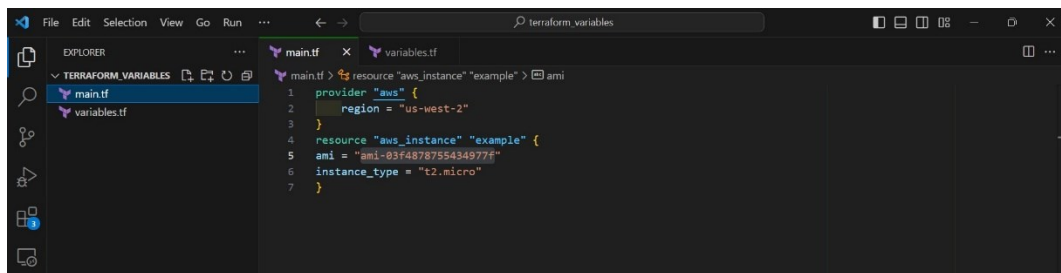 File Edit Selection View Go Run ... terraform_variables
EXPLORER ... main.tf variables.tf ...
TERRAFORM_VARIABLES main.tf > resource "aws_instance" "example" > ami
main.tf
variables.tf
1 provider "aws" {
2 region = "us-west-2"
3 }
4 resource "aws_instance" "example" {
5 ami = "ami-03f4878755434977f"
6 instance_type = "t2.micro"
7 }
3